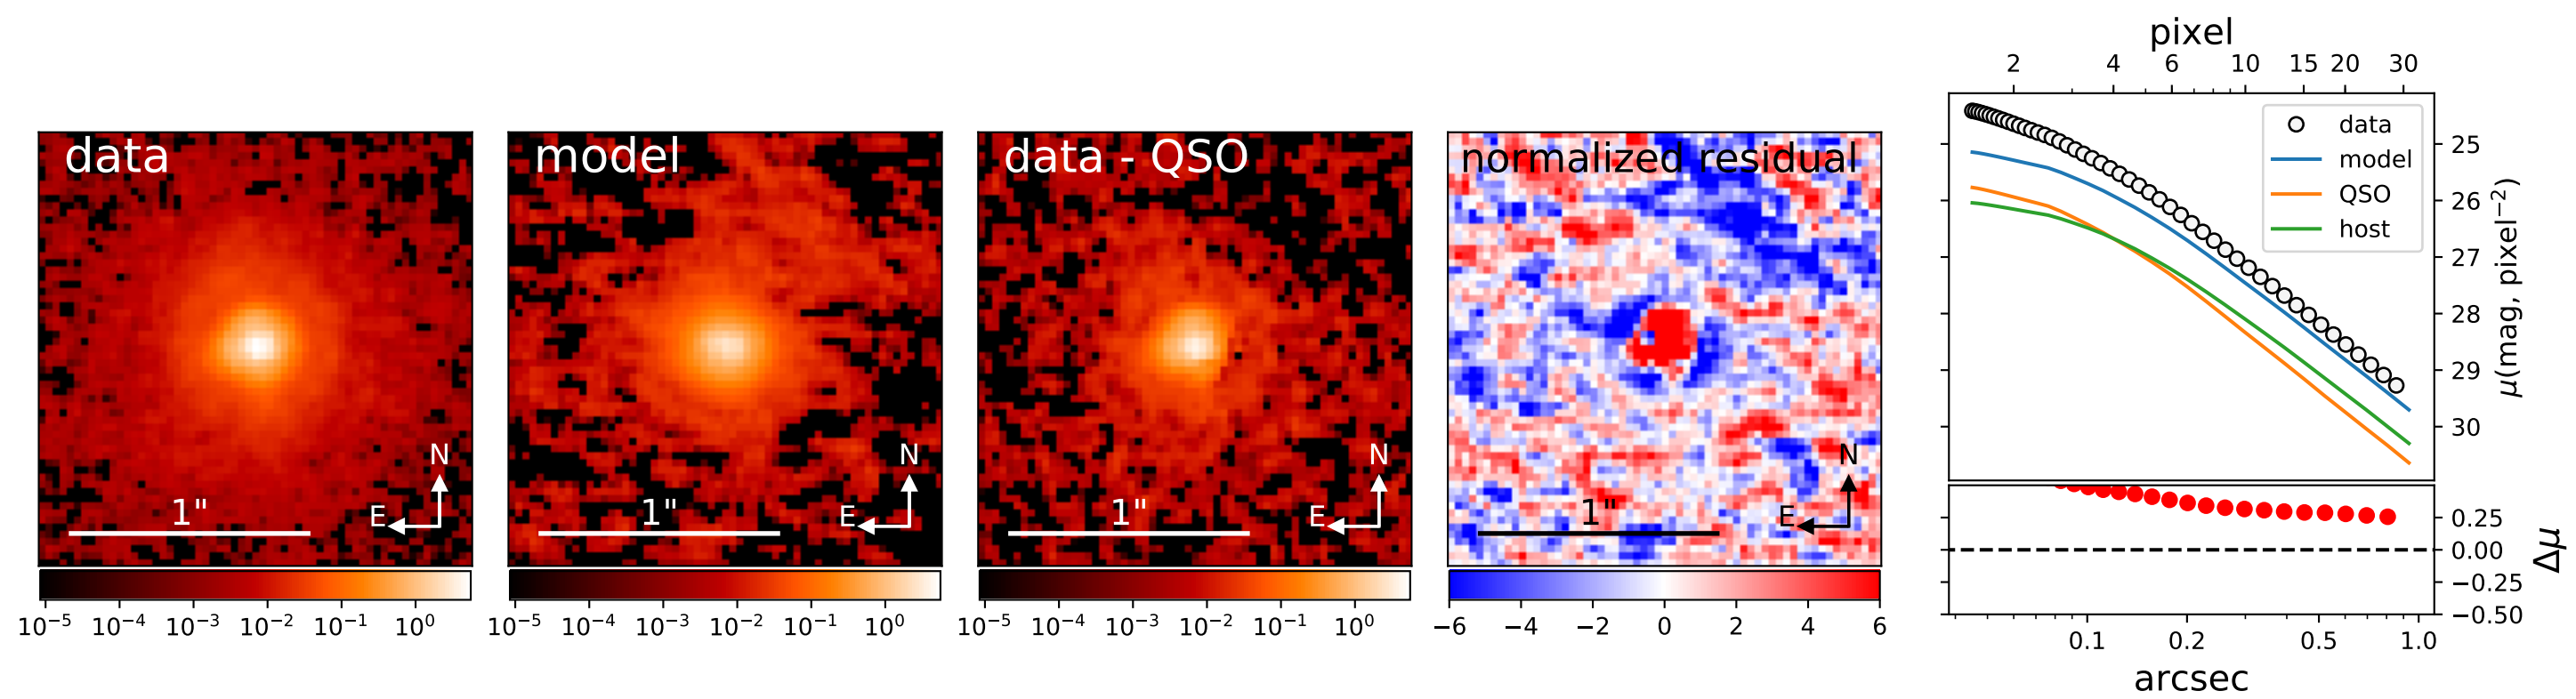 data
N
E
1"
10⁻⁵ 10⁻⁴ 10⁻³ 10⁻² 10⁻¹ 10⁰
model
N
E
1"
10⁻⁵ 10⁻⁴ 10⁻³ 10⁻² 10⁻¹ 10⁰
data - QSO
N
E
1"
10⁻⁵ 10⁻⁴ 10⁻³ 10⁻² 10⁻¹ 10⁰
normalized residual
N
E
1"
−6 −4 −2 0 2 4 6
pixel
2 4 6 10 15 20 30
data
model
QSO
host
25
26
27
28
29
30
μ(mag, pixel⁻²)
0.25
0.00
−0.25
−0.50
Δμ
0.1 0.2 0.5 1.0
arcsec